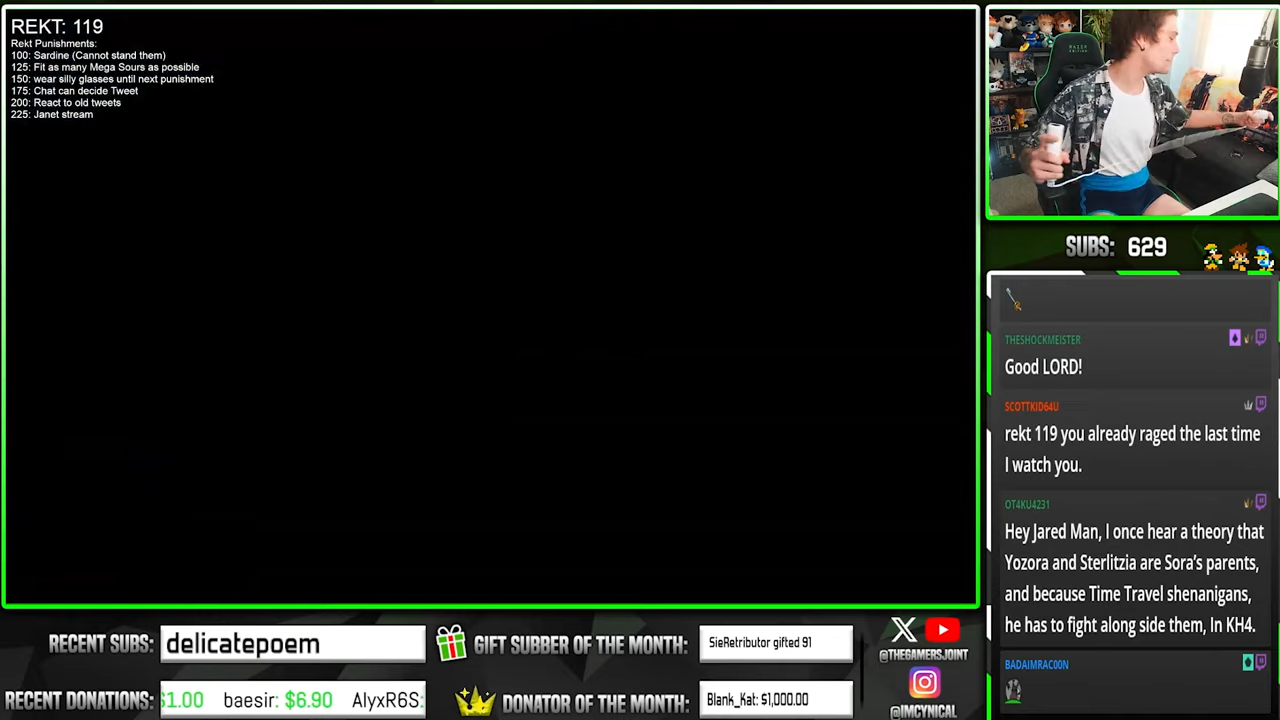 REKT: 119
Rekt Punishments:
100: Sardine (Cannot stand them)
125: Fit as many Mega Sours as possible
150: wear silly glasses until next punishment
175: Chat can decide Tweet
200: React to old tweets
225: Janet stream
SUBS: 629
THESHOCKMEISTER
Good LORD!
SCOTTKID64U
rekt 119 you already raged the last time
I watch you.
OT4KU4231
Hey Jared Man, I once hear a theory that
Yozora and Sterlitzia are Sora's parents,
and because Time Travel shenanigans,
he has to fight along side them, In KH4.
BADAIMRAC00N
RECENT SUBS: delicatepoem
GIFT SUBBER OF THE MONTH: SieRetributor gifted 91
@THEGAMERSJOINT
RECENT DONATIONS: $1.00 baesir: $6.90 AlyxR6S:
DONATOR OF THE MONTH: Blank_Kat: $1,000.00
@IMCYNICAL